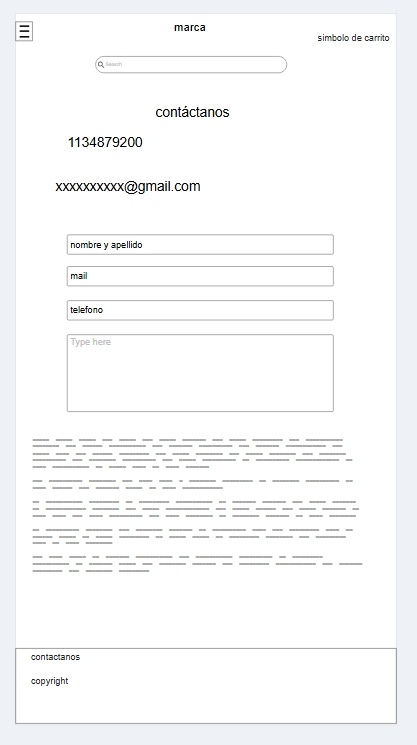 marca
simbolo de carrito
Search
contáctanos
1134879200
xxxxxxxxxx@gmail.com
nombre y apellido
mail
telefono
Type here
contactanos
copyright